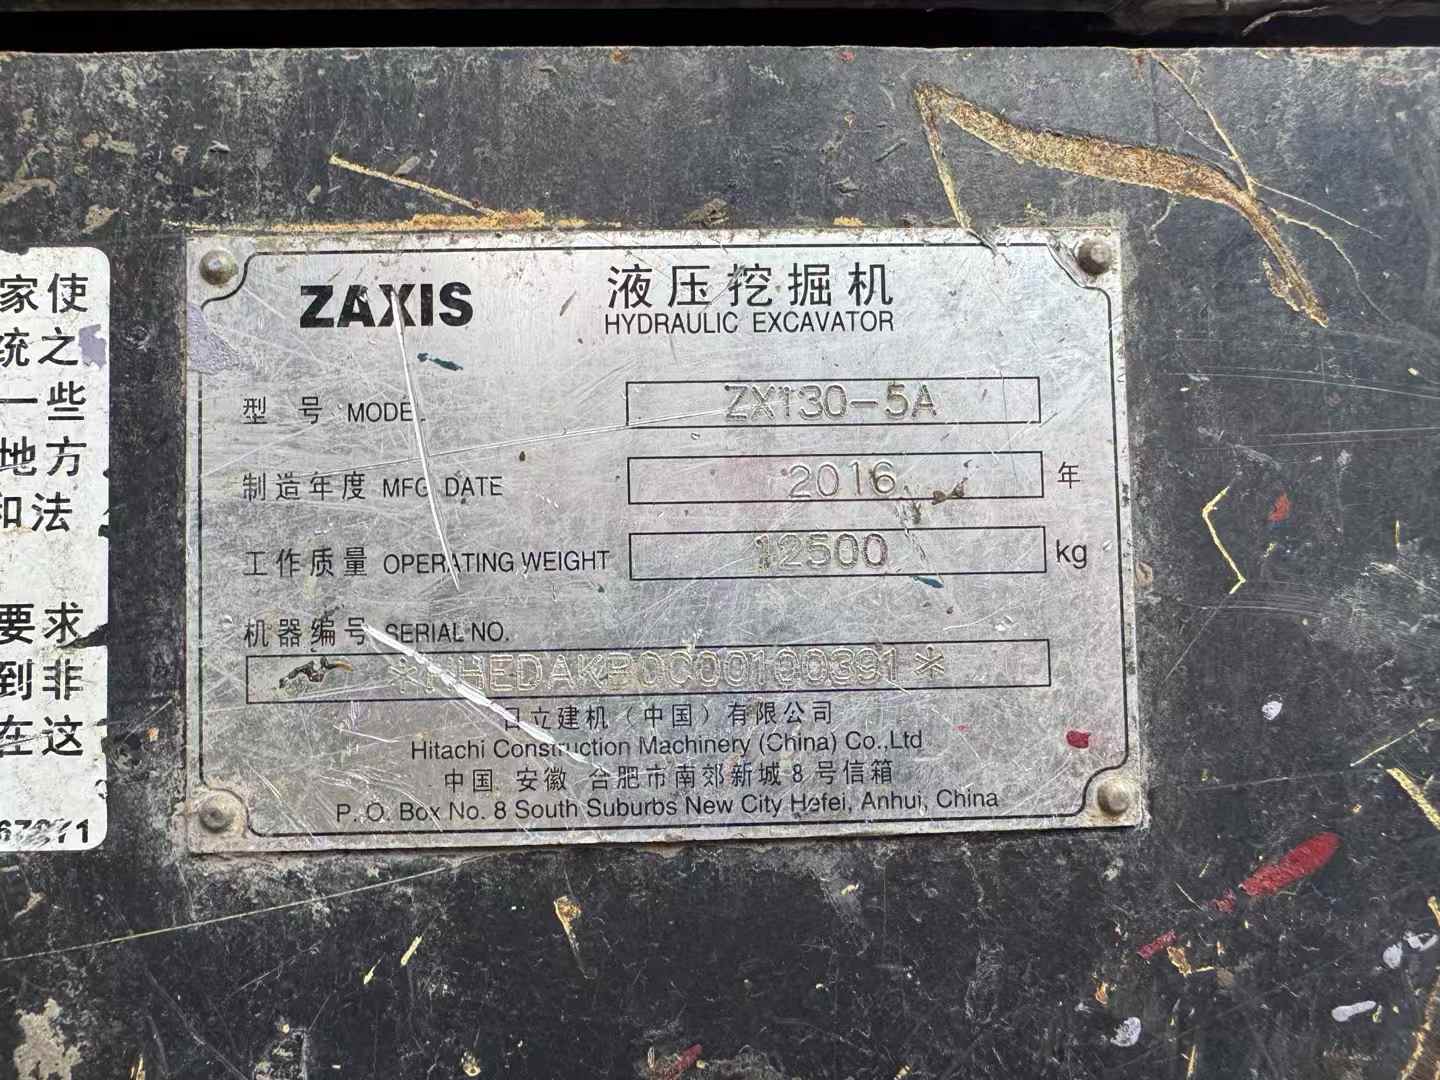 家使
统之
一些
地方
和法
要求
到非
在这
67271
ZAXIS
液压挖掘机
HYDRAULIC EXCAVATOR
型 号 MODEL ZX130-5A
制造年度 MFG DATE 2016 年
工作质量 OPERATING WEIGHT 12500 kg
机器编号 SERIAL NO.
日立建机（中国）有限公司
Hitachi Construction Machinery (China) Co.,Ltd
中国 安徽 合肥市南郊新城 8 号信箱
P. O. Box No. 8 South Suburbs New City Hefei, Anhui, China